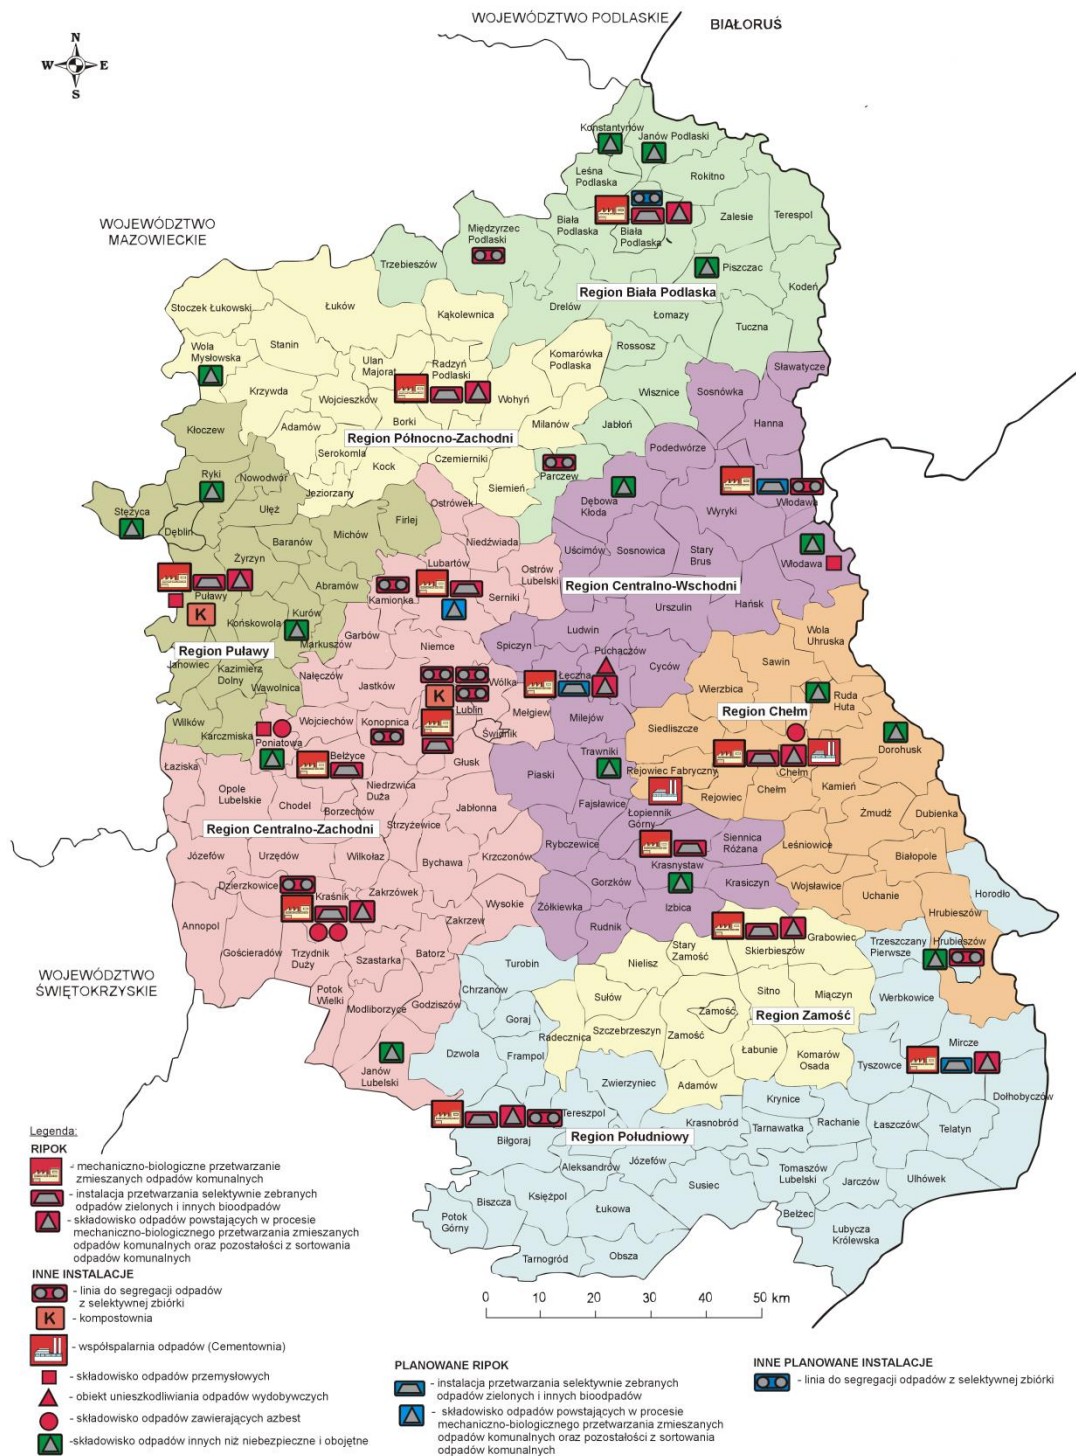 WOJEWÓDZTWO PODLASKIE
BIAŁORUŚ
N
W E
S
Konstantynów
Janów Podlaski
Leśna
Podlaska
Rokitno
WOJEWÓDZTWO
MAZOWIECKIE
Międzyrzec
Podlaski
Biała
Podlaska
Biała
Podlaska
Zalesie
Terespol
Trzebieszów
Piszczac
Kodeń
Region Biała Podlaska
Stoczek Łukowski
Łuków
Kąkolewnica
Drelów
Łomazy
Tuczna
Stanin
Wola
Mysłowska
Ulan
Majorat
Radzyń
Podlaski
Komarówka
Podlaska
Rossosz
Sławatycze
Krzywda
Wojcieszków
Wohyń
Wisznice
Sosnówka
Hanna
Kłoczew
Adamów
Borki
Milanów
Jabłoń
Region Północno-Zachodni
Podedwórze
Serokomla
Czemierniki
Kock
Ryki
Nowodwór
Jeziorzany
Siemień
Parczew
Stężyca
Ułęż
Ostrówek
Dębowa
Kłoda
Wyryki
Włodawa
Dęblin
Baranów
Michów
Firlej
Niedźwiada
Uścimów
Sosnowica
Stary
Brus
Włodawa
Żyrzyn
Lubartów
Ostrów
Lubelski
Region Centralno-Wschodni
Puławy
Abramów
Kamionka
Serniki
Urszulin
Hańsk
K
Końskowola
Kurów
Markuszów
Garbów
Niemce
Spiczyn
Ludwin
Puchaczów
Cyców
Wola
Uhruska
Region Puławy
Janowiec
Kazimierz
Dolny
Wąwolnica
Nałęczów
Jastków
Wólka
Łęczna
Sawin
Wierzbica
Ruda
Huta
K
Lublin
Wilków
Karczmiska
Wojciechów
Konopnica
Mełgiew
Milejów
Siedliszcze
Region Chełm
Świdnik
Poniatowa
Bełżyce
Głusk
Trawniki
Dorohusk
Łaziska
Piaski
Rejowiec Fabryczny
Chełm
Niedrzwica
Duża
Opole
Lubelskie
Chodel
Borzechów
Jabłonna
Fajsławice
Rejowiec
Chełm
Kamień
Region Centralno-Zachodni
Strzyżewice
Łopiennik
Górny
Żmudź
Dubienka
Józefów
Urzędów
Wilkołaz
Bychawa
Krzczonów
Rybczewice
Siennica
Różana
Leśniowice
Białopole
Dzierzkowice
Kraśnik
Zakrzówek
Krasnystaw
Gorzków
Krasiczyn
Wojsławice
Uchanie
Horodło
Annopol
Wysokie
Żółkiewka
Izbica
Zakrzew
Rudnik
Hrubieszów
Grabowiec
Gościeradów
Trzydnik
Duży
Szastarka
Batorz
Turobin
Stary
Zamość
Skierbieszów
Trzeszczany
Pierwsze
Hrubieszów
WOJEWÓDZTWO
ŚWIĘTOKRZYSKIE
Nielisz
Potok
Wielki
Modliborzyce
Godziszów
Chrzanów
Sułów
Sitno
Miączyn
Werbkowice
Zamość
Region Zamość
Goraj
Radecznica
Szczebrzeszyn
Zamość
Mircze
Janów
Lubelski
Dzwola
Frampol
Łabunie
Komarów
Osada
Tyszowce
Zwierzyniec
Adamów
Dołhobyczów
Tereszpol
Krasnobród
Krynice
Tarnawatka
Rachanie
Łaszczów
Telatyn
Biłgoraj
Region Południowy
Aleksandrów
Józefów
Susiec
Tomaszów
Lubelski
Jarczów
Ulhówek
Biszcza
Księżpol
Łukowa
Bełżec
Potok
Górny
Lubycza
Królewska
Tarnogród
Obsza
0 10 20 30 40 50 km
Legenda:
RIPOK
- mechaniczno-biologiczne przetwarzanie
zmieszanych odpadów komunalnych
- instalacja przetwarzania selektywnie zebranych
odpadów zielonych i innych bioodpadów
- składowisko odpadów powstających w procesie
mechaniczno-biologicznego przetwarzania zmieszanych
odpadów komunalnych oraz pozostałości z sortowania
odpadów komunalnych
INNE INSTALACJE
- linia do segregacji odpadów
z selektywnej zbiórki
K - kompostownia
- współspalarnia odpadów (Cementownia)
- składowisko odpadów przemysłowych
- obiekt unieszkodliwiania odpadów wydobywczych
- składowisko odpadów zawierających azbest
-składowisko odpadów innych niż niebezpieczne i obojętne
PLANOWANE RIPOK
- instalacja przetwarzania selektywnie zebranych
odpadów zielonych i innych bioodpadów
- składowisko odpadów powstających w procesie
mechaniczno-biologicznego przetwarzania zmieszanych
odpadów komunalnych oraz pozostałości z sortowania
odpadów komunalnych
INNE PLANOWANE INSTALACJE
- linia do segregacji odpadów z selektywnej zbiórki